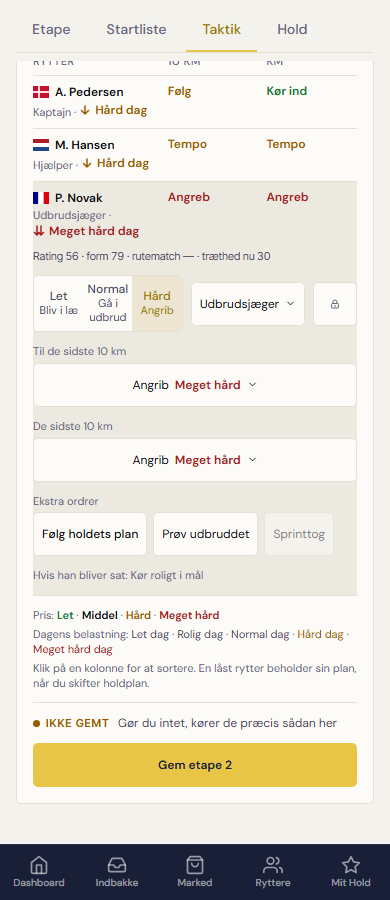 Etape Startliste Taktik Hold
RYTTER 10 KM KM
A. Pedersen Følg Kør ind
Kaptajn · ↓ Hård dag
M. Hansen Tempo Tempo
Hjælper · ↓ Hård dag
P. Novak Angreb Angreb
Udbrudsjæger ·
⇊ Meget hård dag
Rating 56 · form 79 · rutematch — · træthed nu 30
Let Normal Hård
Bliv i læ Gå i udbrud Angrib
Udbrudsjæger
Til de sidste 10 km
Angrib Meget hård
De sidste 10 km
Angrib Meget hård
Ekstra ordrer
Følg holdets plan Prøv udbruddet Sprinttog
Hvis han bliver sat: Kør roligt i mål
Pris: Let · Middel · Hård · Meget hård
Dagens belastning: Let dag · Rolig dag · Normal dag · Hård dag ·
Meget hård dag
Klik på en kolonne for at sortere. En låst rytter beholder sin plan,
når du skifter holdplan.
IKKE GEMT Gør du intet, kører de præcis sådan her
Gem etape 2
Dashboard Indbakke Marked Ryttere Mit Hold